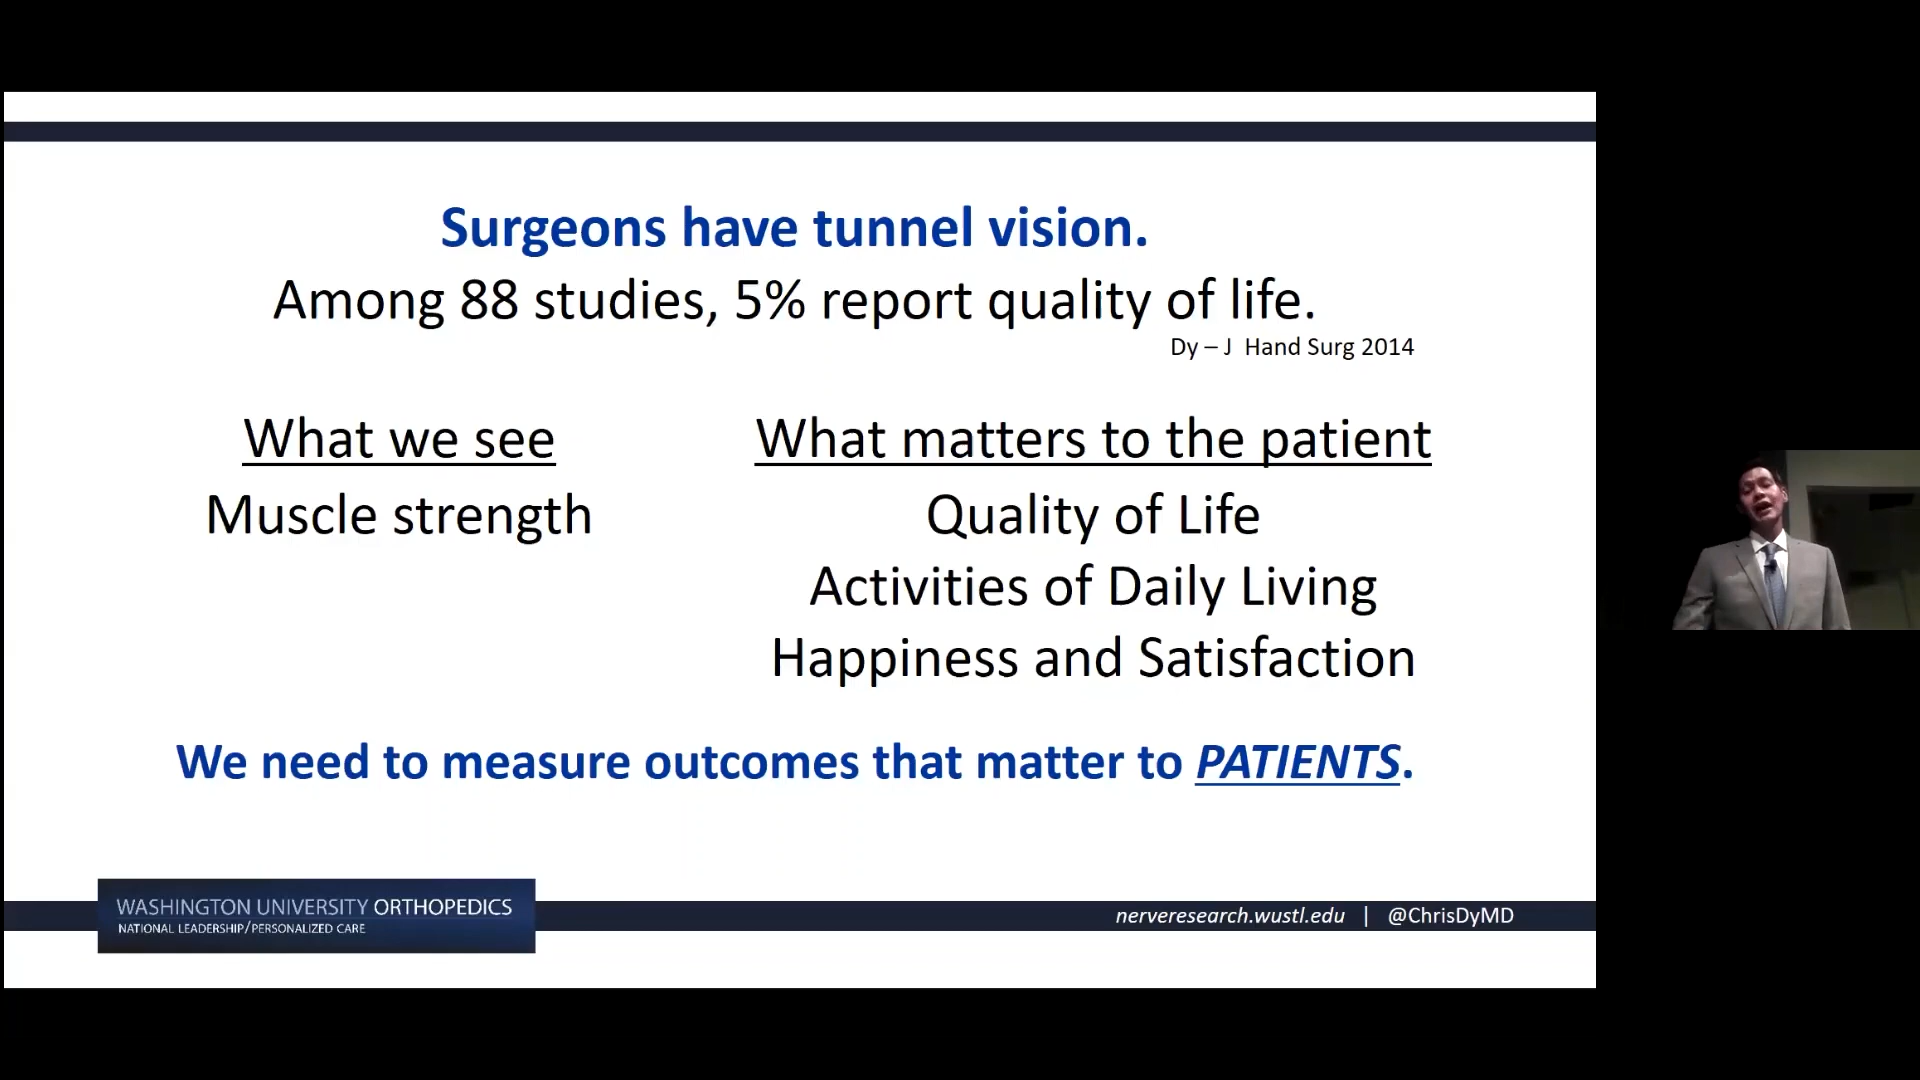 Surgeons have tunnel vision.
Among 88 studies, 5% report quality of life.
Dy – J Hand Surg 2014
What we see
Muscle strength
What matters to the patient
Quality of Life
Activities of Daily Living
Happiness and Satisfaction
We need to measure outcomes that matter to PATIENTS.
WASHINGTON UNIVERSITY ORTHOPEDICS
NATIONAL LEADERSHIP/PERSONALIZED CARE
nerveresearch.wustl.edu | @ChrisDyMD